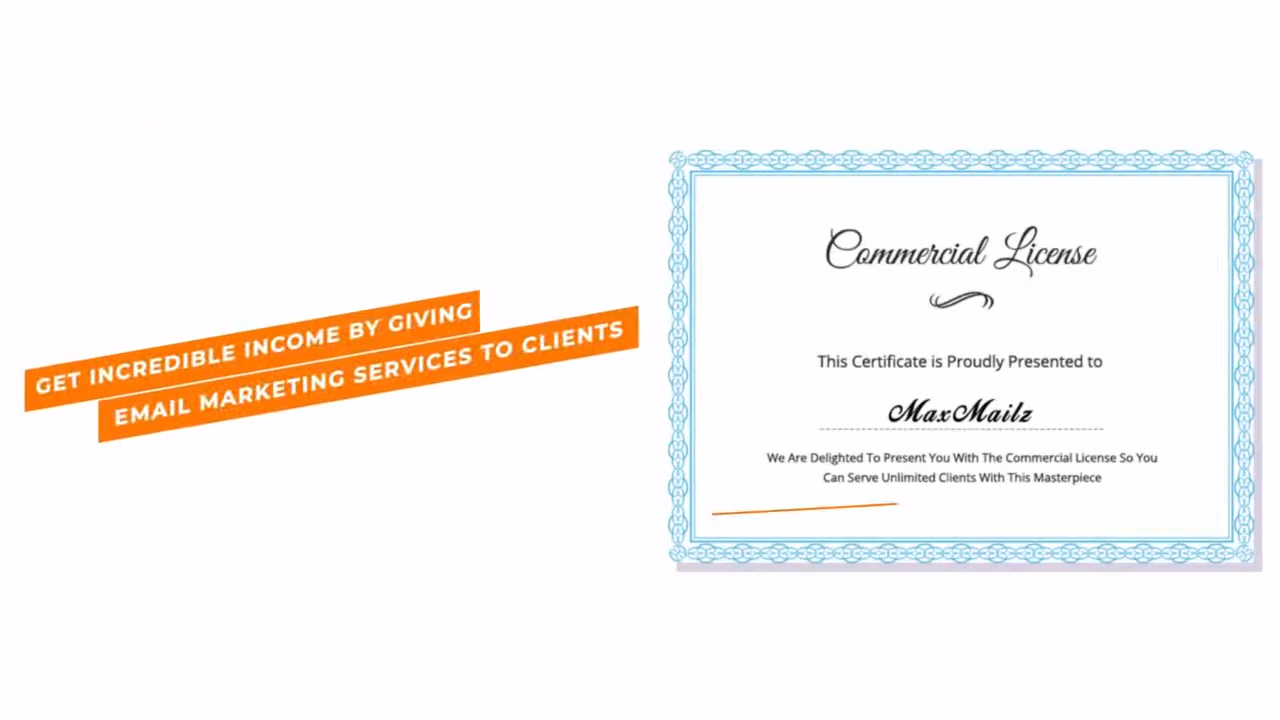 GET INCREDIBLE INCOME BY GIVING
EMAIL MARKETING SERVICES TO CLIENTS
Commercial License
This Certificate is Proudly Presented to
MaxMailz
We Are Delighted To Present You With The Commercial License So You
Can Serve Unlimited Clients With This Masterpiece